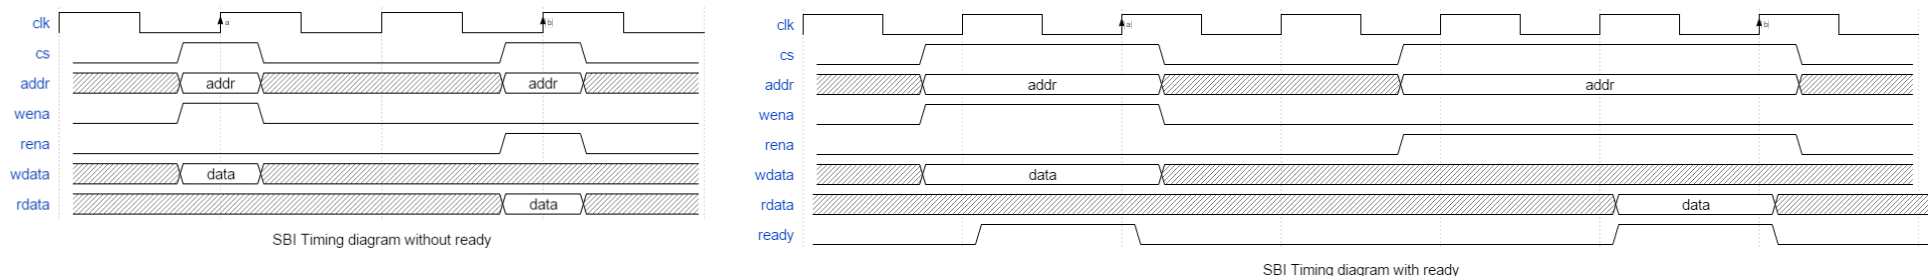 clk a b
cs
addr addr addr
wena
rena
wdata data
rdata data
SBI Timing diagram without ready
clk a b
cs
addr addr addr
wena
rena
wdata data
rdata data
ready
SBI Timing diagram with ready